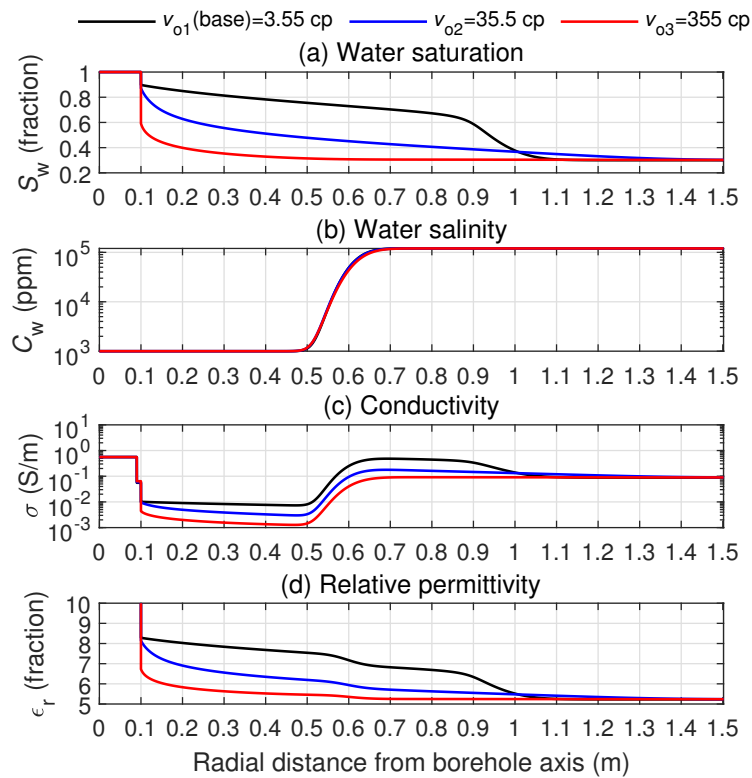 v_o1(base)=3.55 cp v_o2=35.5 cp v_o3=355 cp
(a) Water saturation
1
0.8
0.6
0.4
0.2
S_w (fraction)
0 0.1 0.2 0.3 0.4 0.5 0.6 0.7 0.8 0.9 1 1.1 1.2 1.3 1.4 1.5
(b) Water salinity
10^5
10^4
10^3
C_w (ppm)
0 0.1 0.2 0.3 0.4 0.5 0.6 0.7 0.8 0.9 1 1.1 1.2 1.3 1.4 1.5
(c) Conductivity
10^1
10^0
10^-1
10^-2
10^-3
σ (S/m)
0 0.1 0.2 0.3 0.4 0.5 0.6 0.7 0.8 0.9 1 1.1 1.2 1.3 1.4 1.5
(d) Relative permittivity
10
9
8
7
6
5
ϵ_r (fraction)
0 0.1 0.2 0.3 0.4 0.5 0.6 0.7 0.8 0.9 1 1.1 1.2 1.3 1.4 1.5
Radial distance from borehole axis (m)